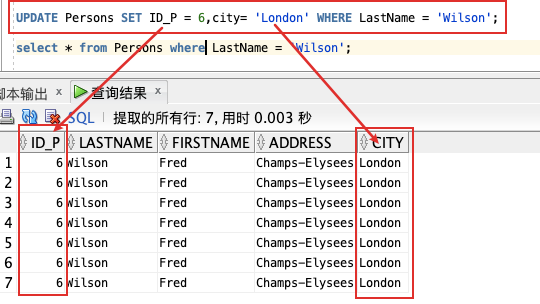 UPDATE Persons SET ID_P = 6,city= 'London' WHERE LastName = 'Wilson';
select * from Persons where LastName = 'Wilson';
脚本输出 × 查询结果 ×
SQL | 提取的所有行: 7, 用时 0.003 秒
ID_P LASTNAME FIRSTNAME ADDRESS CITY
1 6 Wilson Fred Champs-Elysees London
2 6 Wilson Fred Champs-Elysees London
3 6 Wilson Fred Champs-Elysees London
4 6 Wilson Fred Champs-Elysees London
5 6 Wilson Fred Champs-Elysees London
6 6 Wilson Fred Champs-Elysees London
7 6 Wilson Fred Champs-Elysees London